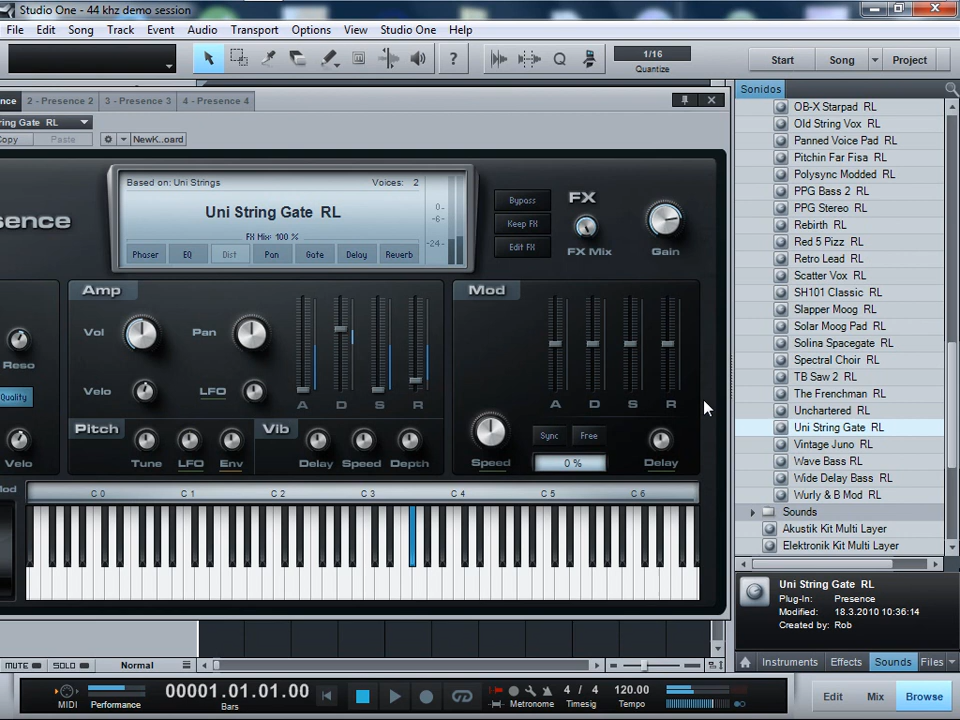 Studio One - 44 khz demo session
File Edit Song Track Event Audio Transport Options View Studio One Help
1/16
Quantize
Start Song Project
nce 2 - Presence 2 3 - Presence 3 4 - Presence 4
Sonidos
ring Gate RL
opy Paste NewK...oard
OB-X Starpad RL
Old String Vox RL
Panned Voice Pad RL
Pitchin Far Fisa RL
Polysync Modded RL
PPG Bass 2 RL
PPG Stereo RL
Rebirth RL
Red 5 Pizz RL
Retro Lead RL
Scatter Vox RL
SH101 Classic RL
Slapper Moog RL
Solar Moog Pad RL
Solina Spacegate RL
Spectral Choir RL
TB Saw 2 RL
The Frenchman RL
Unchartered RL
Uni String Gate RL
Vintage Juno RL
Wave Bass RL
Wide Delay Bass RL
Wurly & B Mod RL
Sounds
Akustik Kit Multi Layer
Elektronik Kit Multi Layer
sence
Based on: Uni Strings Voices: 2
Uni String Gate RL
FX Mix: 100 %
Phaser EQ Dist Pan Gate Delay Reverb
0-
-6-
-24-
Bypass
Keep FX
Edit FX
FX
FX Mix Gain
Amp
Vol Pan
Velo LFO
A D S R
Mod
A D S R
Sync Free
Speed 0 % Delay
Reso
Quality
Velo
Pitch
Tune LFO Env
Vib
Delay Speed Depth
Mod
C 0 C 1 C 2 C 3 C 4 C 5 C 6
Uni String Gate RL
Plug-In: Presence
Modified: 18.3.2010 10:36:14
Created by: Rob
MUTE SOLO Normal
Instruments Effects Sounds Files
MIDI Performance
00001.01.01.00
Bars
Metronome
4 / 4
Timesig
120.00
Tempo
Edit Mix Browse